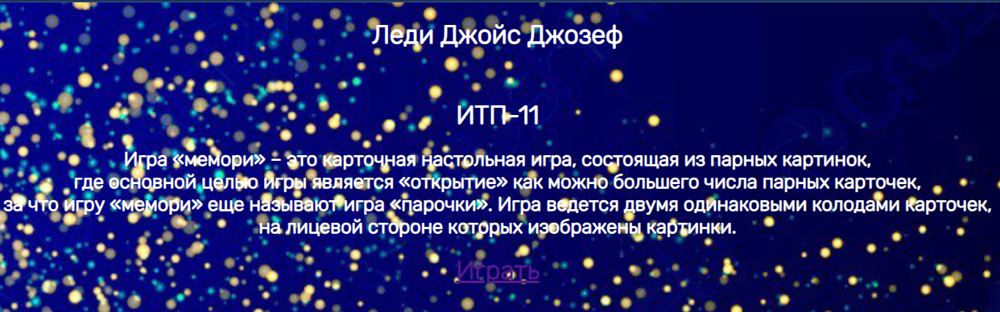 Леди Джойс Джозеф
ИТП-11
Игра «мемори» – это карточная настольная игра, состоящая из парных картинок,
где основной целью игры является «открытие» как можно большего числа парных карточек,
за что игру «мемори» еще называют игра «парочки». Игра ведется двумя одинаковыми колодами карточек,
на лицевой стороне которых изображены картинки.
Играть